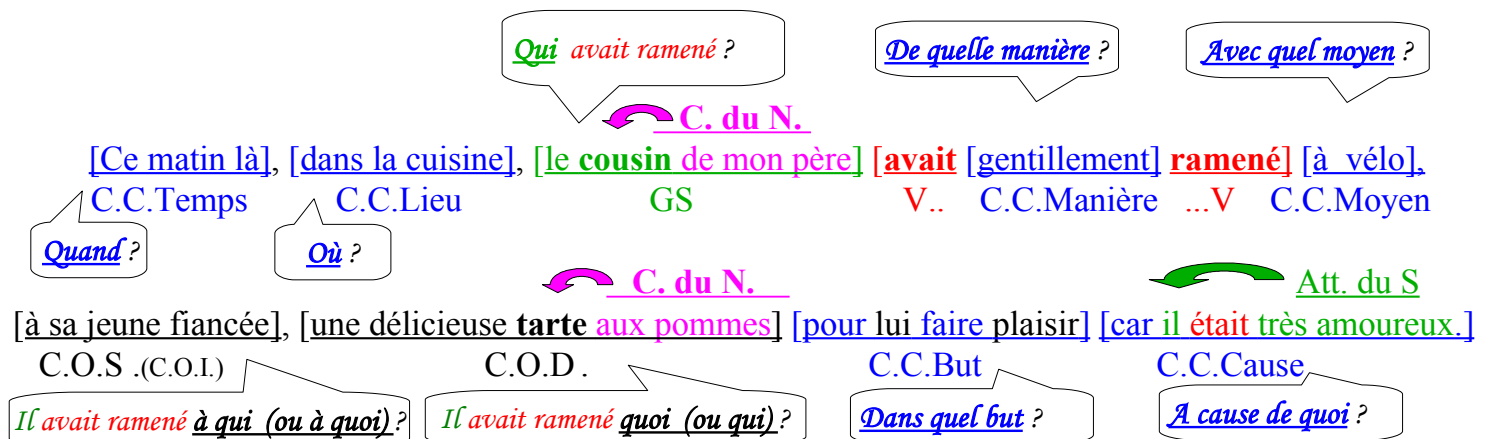 Qui avait ramené ?
De quelle manière ?
Avec quel moyen ?
C. du N.
[Ce matin là], [dans la cuisine], [le cousin de mon père] [avait [gentillement] ramené] [à vélo],
C.C.Temps C.C.Lieu GS V.. C.C.Manière ...V C.C.Moyen
Quand ?
Où ?
C. du N.
Att. du S
[à sa jeune fiancée], [une délicieuse tarte aux pommes] [pour lui faire plaisir] [car il était très amoureux.]
C.O.S .(C.O.I.) C.O.D . C.C.But C.C.Cause
Il avait ramené à qui (ou à quoi) ?
Il avait ramené quoi (ou qui) ?
Dans quel but ?
A cause de quoi ?